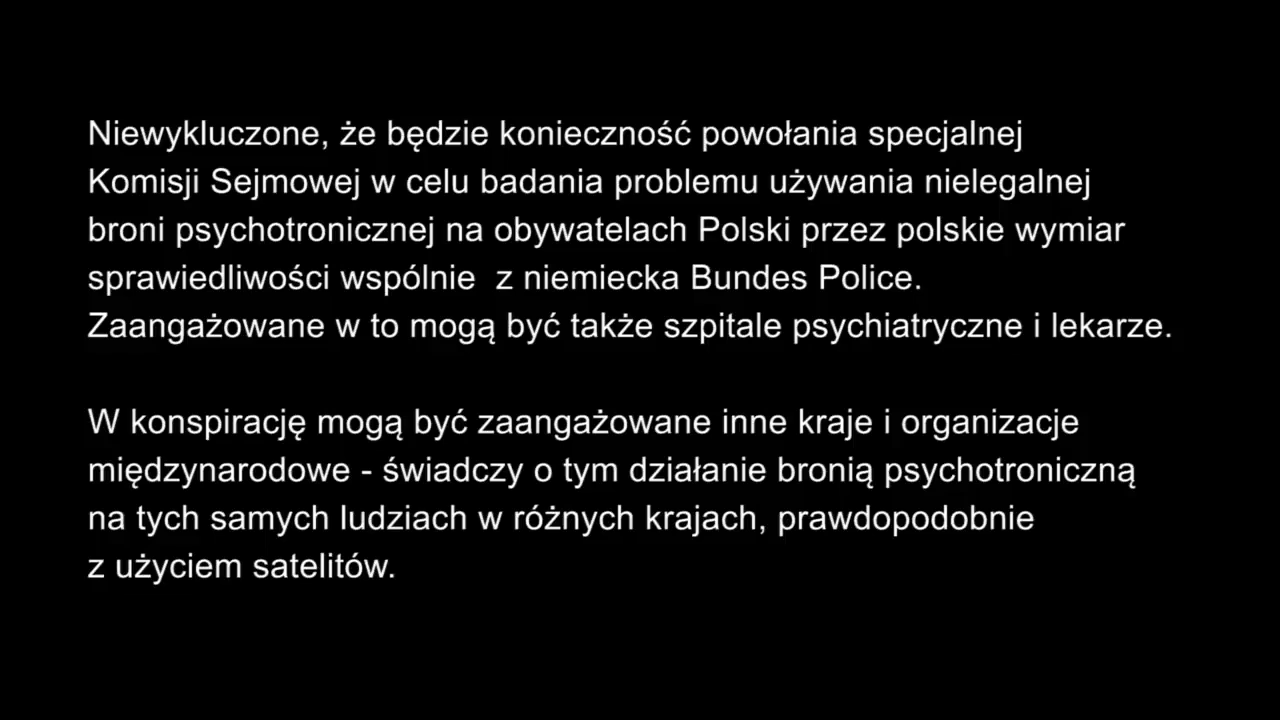 Niewykluczone, że będzie konieczność powołania specjalnej
Komisji Sejmowej w celu badania problemu używania nielegalnej
broni psychotronicznej na obywatelach Polski przez polskie wymiar
sprawiedliwości wspólnie  z niemiecka Bundes Police.
Zaangażowane w to mogą być także szpitale psychiatryczne i lekarze.
W konspirację mogą być zaangażowane inne kraje i organizacje
międzynarodowe - świadczy o tym działanie bronią psychotroniczną
na tych samych ludziach w różnych krajach, prawdopodobnie
z użyciem satelitów.